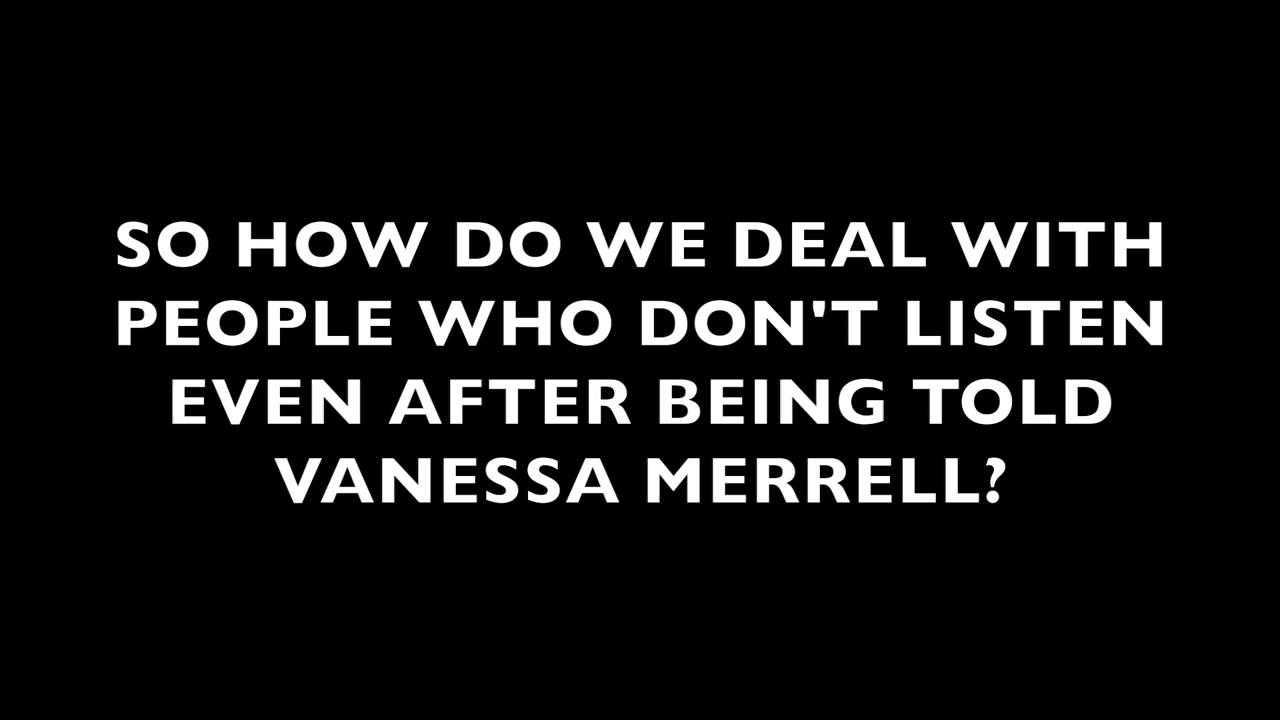 SO HOW DO WE DEAL WITH
PEOPLE WHO DON'T LISTEN
EVEN AFTER BEING TOLD
VANESSA MERRELL?